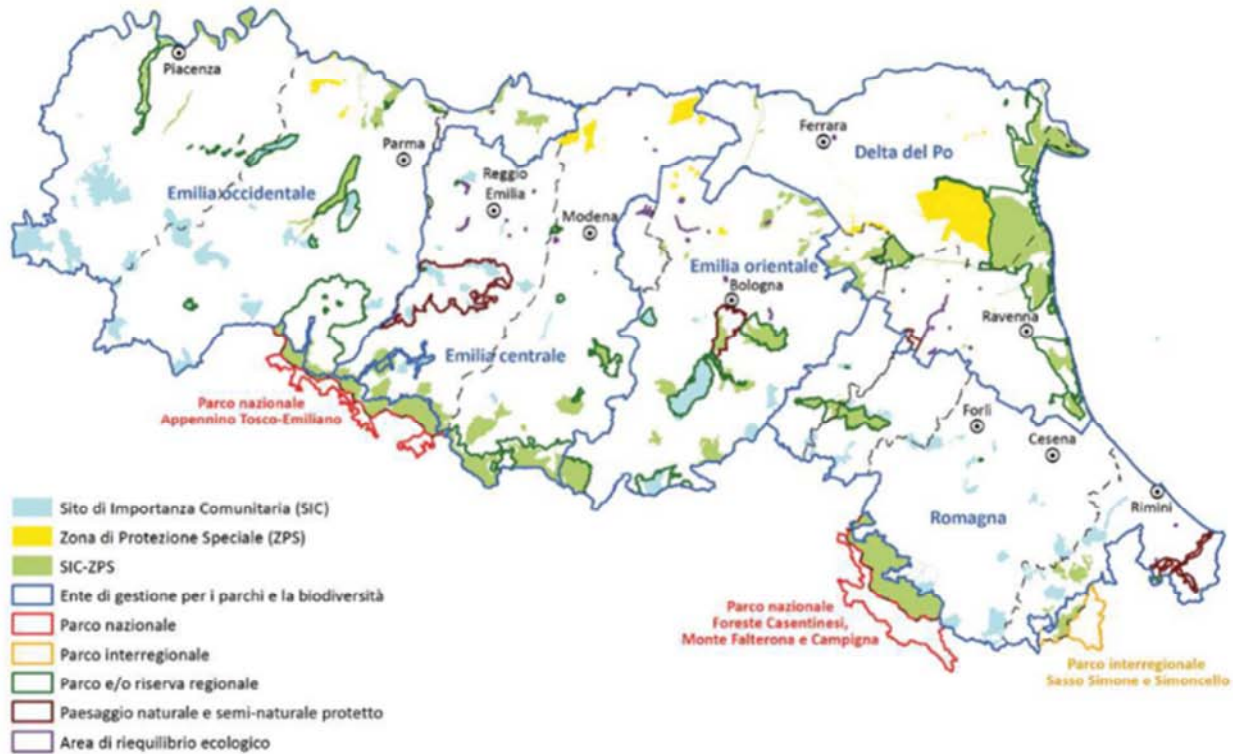 Piacenza
Ferrara
Parma
Delta del Po
Reggio
Emilia
Emilia occidentale
Modena
Emilia orientale
Bologna
Ravenna
Emilia centrale
Parco nazionale
Appennino Tosco-Emiliano
Forlì
Cesena
Rimini
Romagna
Parco nazionale
Foreste Casentinesi,
Monte Falterona e Campigna
Parco interregionale
Sasso Simone e Simoncello
Sito di Importanza Comunitaria (SIC)
Zona di Protezione Speciale (ZPS)
SIC-ZPS
Ente di gestione per i parchi e la biodiversità
Parco nazionale
Parco interregionale
Parco e/o riserva regionale
Paesaggio naturale e semi-naturale protetto
Area di riequilibrio ecologico